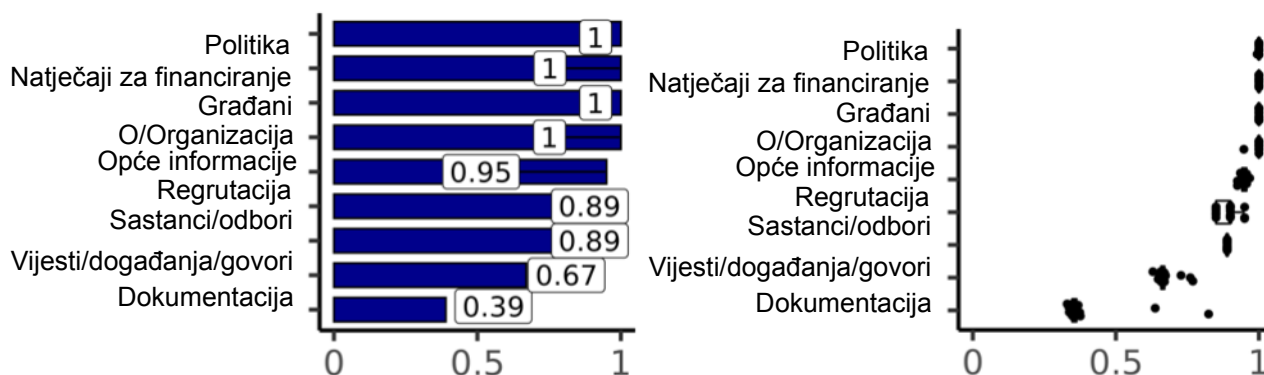 Politika
Natječaji za financiranje
Građani
O/Organizacija
Opće informacije
Regrutacija
Sastanci/odbori
Vijesti/događanja/govori
Dokumentacija
1
1
1
1
0.95
0.89
0.89
0.67
0.39
0 0.5 1
Politika
Natječaji za financiranje
Građani
O/Organizacija
Opće informacije
Regrutacija
Sastanci/odbori
Vijesti/događanja/govori
Dokumentacija
0 0.5 1